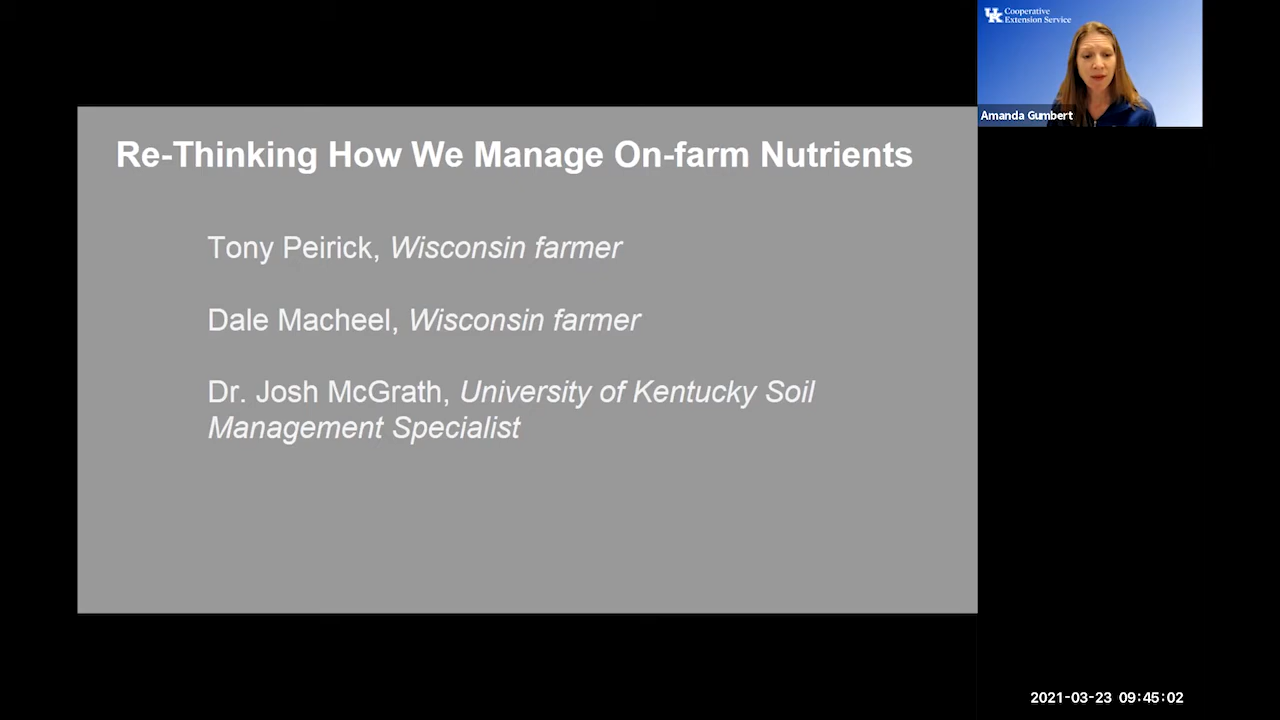 UK Cooperative
Extension Service
Amanda Gumbert
Re-Thinking How We Manage On-farm Nutrients
Tony Peirick, Wisconsin farmer
Dale Macheel, Wisconsin farmer
Dr. Josh McGrath, University of Kentucky Soil
Management Specialist
2021-03-23 09:45:02